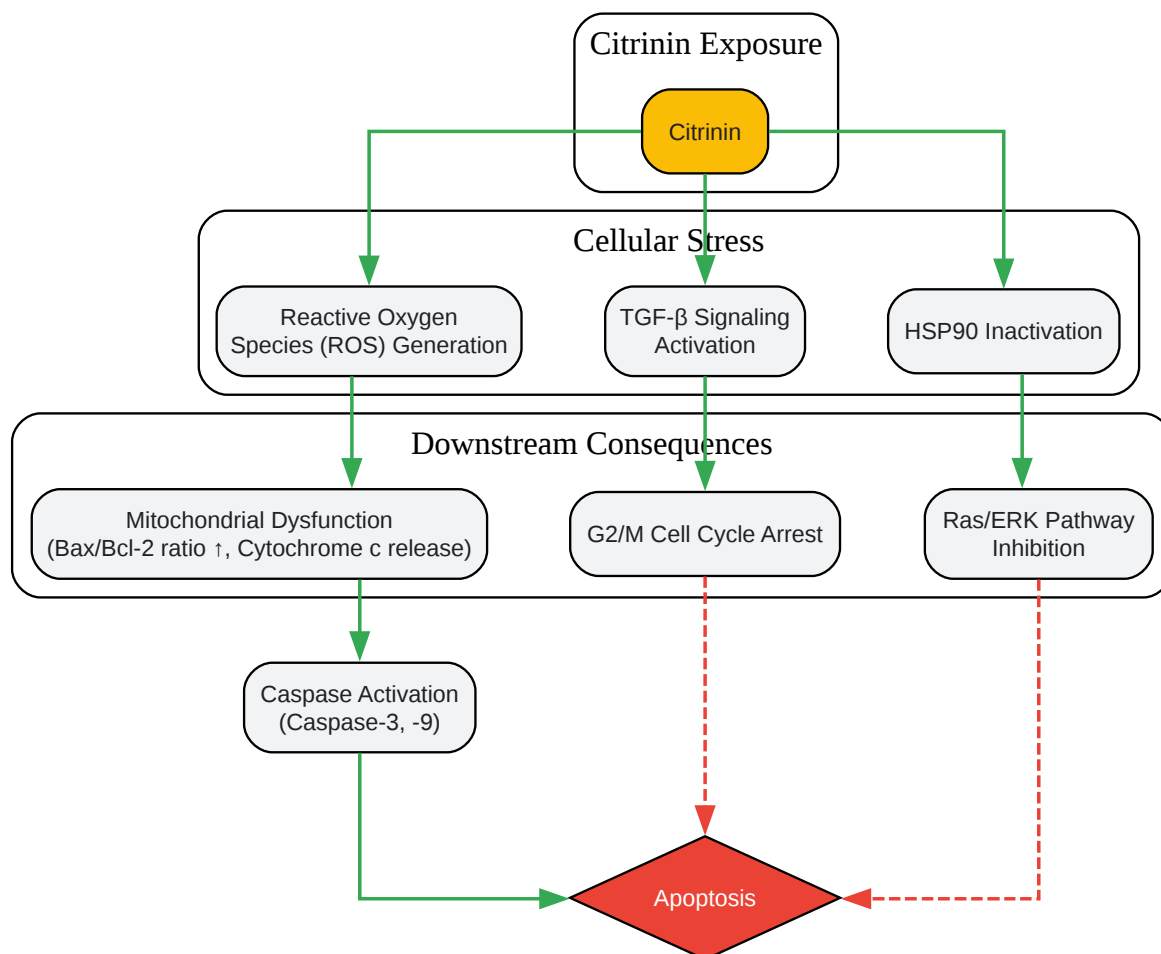 Citrinin Exposure
Citrinin
Cellular Stress
Reactive Oxygen
Species (ROS) Generation
TGF-β Signaling
Activation
HSP90 Inactivation
Downstream Consequences
Mitochondrial Dysfunction
(Bax/Bcl-2 ratio ↑, Cytochrome c release)
G2/M Cell Cycle Arrest
Ras/ERK Pathway
Inhibition
Caspase Activation
(Caspase-3, -9)
Apoptosis